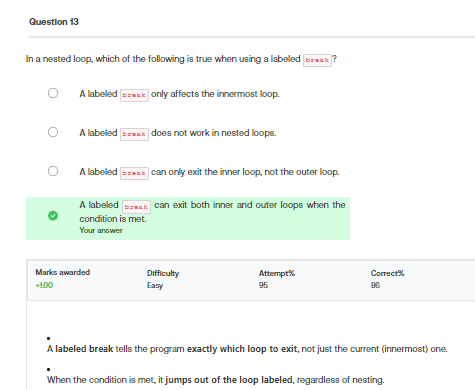 Question 13
In a nested loop, which of the following is true when using a labeled break?
A labeled break only affects the innermost loop.
A labeled break does not work in nested loops.
A labeled break can only exit the inner loop, not the outer loop.
A labeled break can exit both inner and outer loops when the
condition is met.
Your answer
Marks awarded Difficulty Attempt% Correct%
+1.00 Easy 95 86
•
A labeled break tells the program exactly which loop to exit, not just the current (innermost) one.
•
When the condition is met, it jumps out of the loop labeled, regardless of nesting.